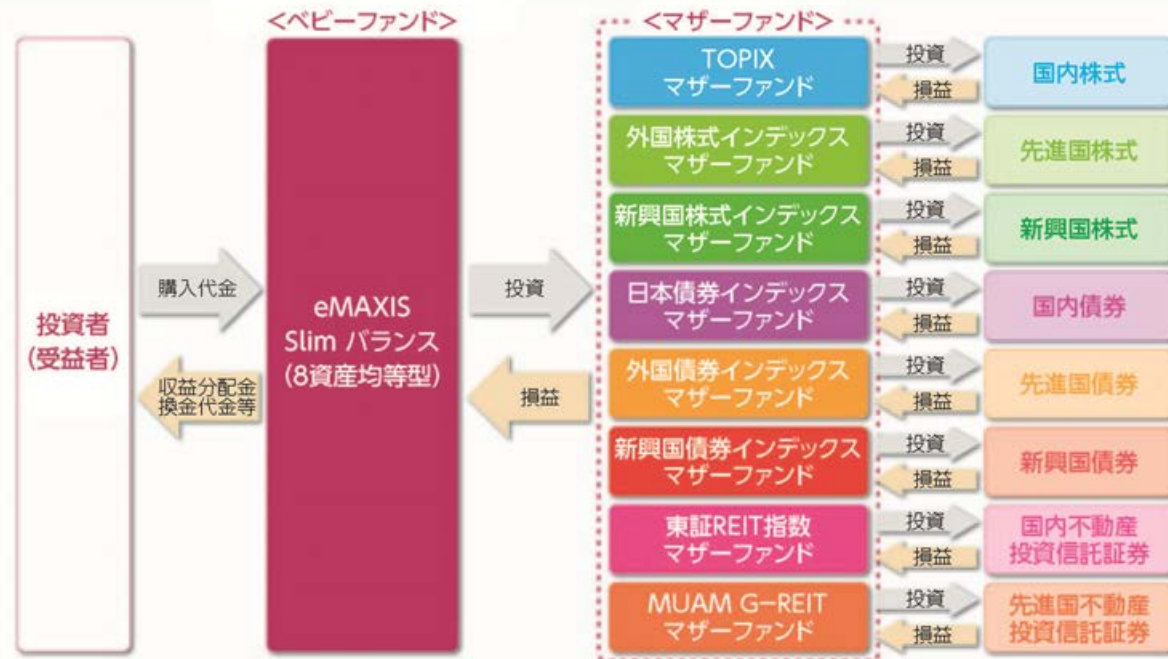 <ベビーファンド>
<マザーファンド>
投資者
(受益者)
購入代金
収益分配金
換金代金等
eMAXIS
Slim バランス
(8資産均等型)
投資
損益
TOPIX
マザーファンド
投資
損益
国内株式
外国株式インデックス
マザーファンド
投資
損益
先進国株式
新興国株式インデックス
マザーファンド
投資
損益
新興国株式
日本債券インデックス
マザーファンド
投資
損益
国内債券
外国債券インデックス
マザーファンド
投資
損益
先進国債券
新興国債券インデックス
マザーファンド
投資
損益
新興国債券
東証REIT指数
マザーファンド
投資
損益
国内不動産
投資信託証券
MUAM G-REIT
マザーファンド
投資
損益
先進国不動産
投資信託証券